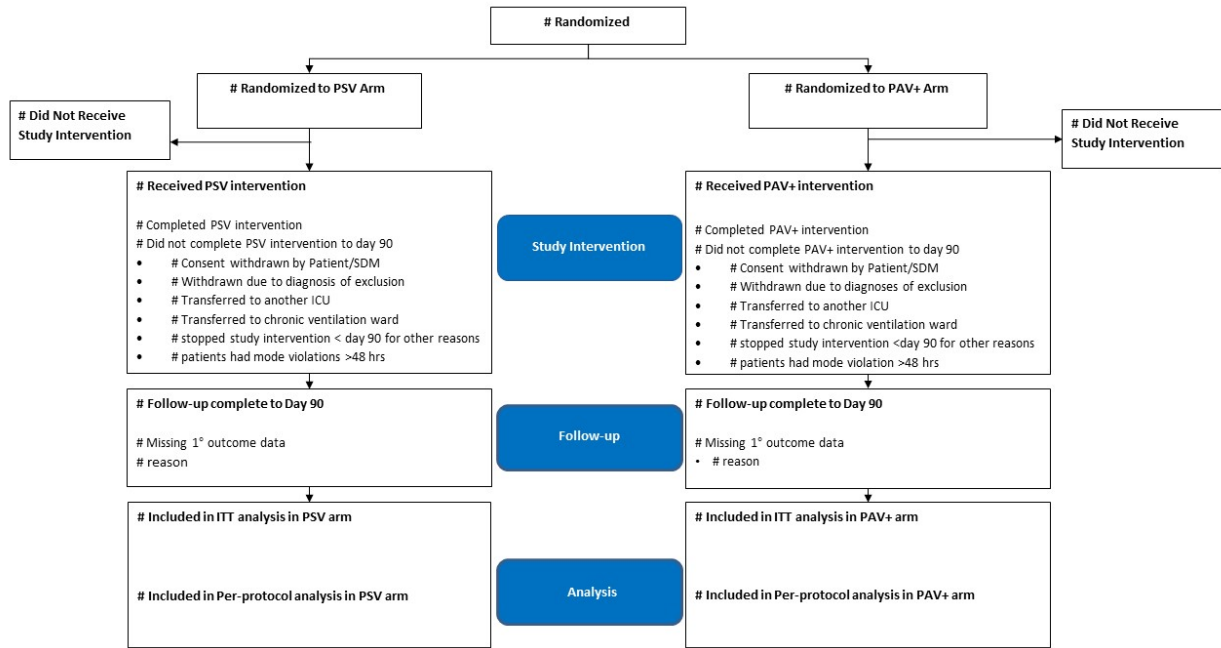 # Randomized
# Randomized to PSV Arm
# Randomized to PAV+ Arm
# Did Not Receive
Study Intervention
# Did Not Receive
Study Intervention
# Received PSV intervention
# Completed PSV intervention
# Did not complete PSV intervention to day 90
• # Consent withdrawn by Patient/SDM
• # Withdrawn due to diagnosis of exclusion
• # Transferred to another ICU
• # Transferred to chronic ventilation ward
• # stopped study intervention < day 90 for other reasons
• # patients had mode violations >48 hrs
Study Intervention
# Received PAV+ intervention
# Completed PAV+ intervention
# Did not complete PAV+ intervention to day 90
• # Consent withdrawn by Patient/SDM
• # Withdrawn due to diagnoses of exclusion
• # Transferred to another ICU
• # Transferred to chronic ventilation ward
• # stopped study intervention <day 90 for other reasons
• # patients had mode violation >48 hrs
# Follow-up complete to Day 90
# Missing 1° outcome data
# reason
Follow-up
# Follow-up complete to Day 90
# Missing 1° outcome data
• # reason
# Included in ITT analysis in PSV arm
# Included in Per-protocol analysis in PSV arm
Analysis
# Included in ITT analysis in PAV+ arm
# Included in Per-protocol analysis in PAV+ arm